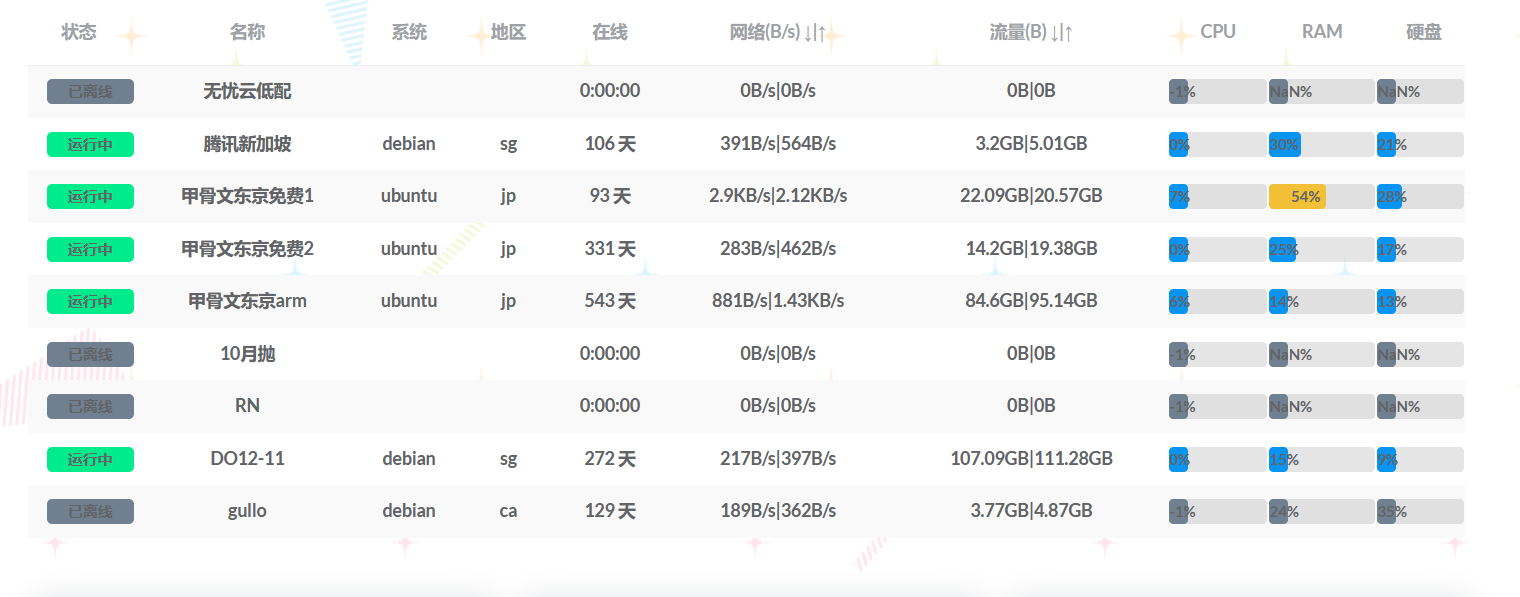 状态 名称 系统 地区 在线 网络(B/s) ↓|↑ 流量(B) ↓|↑ CPU RAM 硬盘
已离线 无忧云低配 0:00:00 0B/s|0B/s 0B|0B -1% NaN% NaN%
运行中 腾讯新加坡 debian sg 106 天 391B/s|564B/s 3.2GB|5.01GB 0% 30% 21%
运行中 甲骨文东京免费1 ubuntu jp 93 天 2.9KB/s|2.12KB/s 22.09GB|20.57GB 7% 54% 28%
运行中 甲骨文东京免费2 ubuntu jp 331 天 283B/s|462B/s 14.2GB|19.38GB 0% 25% 17%
运行中 甲骨文东京arm ubuntu jp 543 天 881B/s|1.43KB/s 84.6GB|95.14GB 6% 14% 13%
已离线 10月抛 0:00:00 0B/s|0B/s 0B|0B -1% NaN% NaN%
已离线 RN 0:00:00 0B/s|0B/s 0B|0B -1% NaN% NaN%
运行中 DO12-11 debian sg 272 天 217B/s|397B/s 107.09GB|111.28GB 0% 15% 9%
已离线 gullo debian ca 129 天 189B/s|362B/s 3.77GB|4.87GB -1% 24% 35%